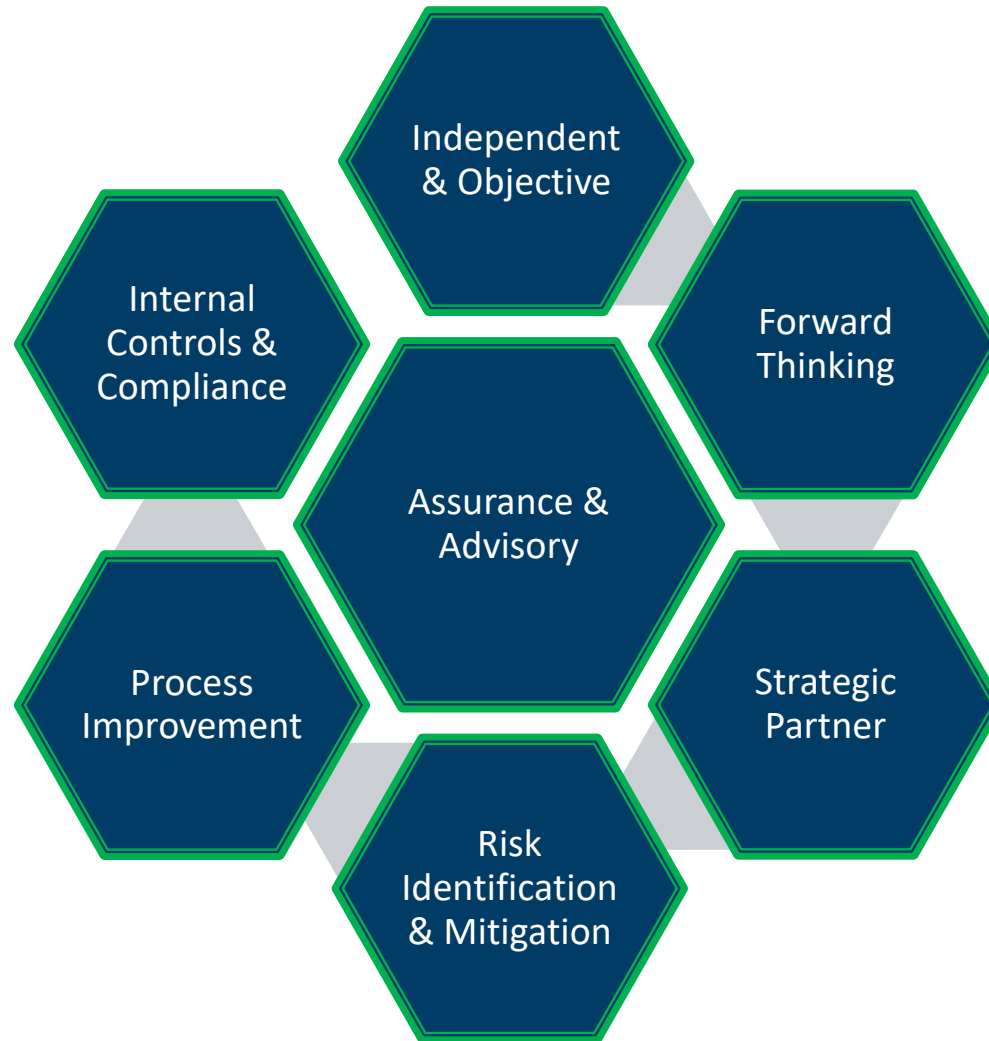 Independent
& Objective
Forward
Thinking
Strategic
Partner
Risk
Identification
& Mitigation
Process
Improvement
Internal
Controls &
Compliance
Assurance &
Advisory